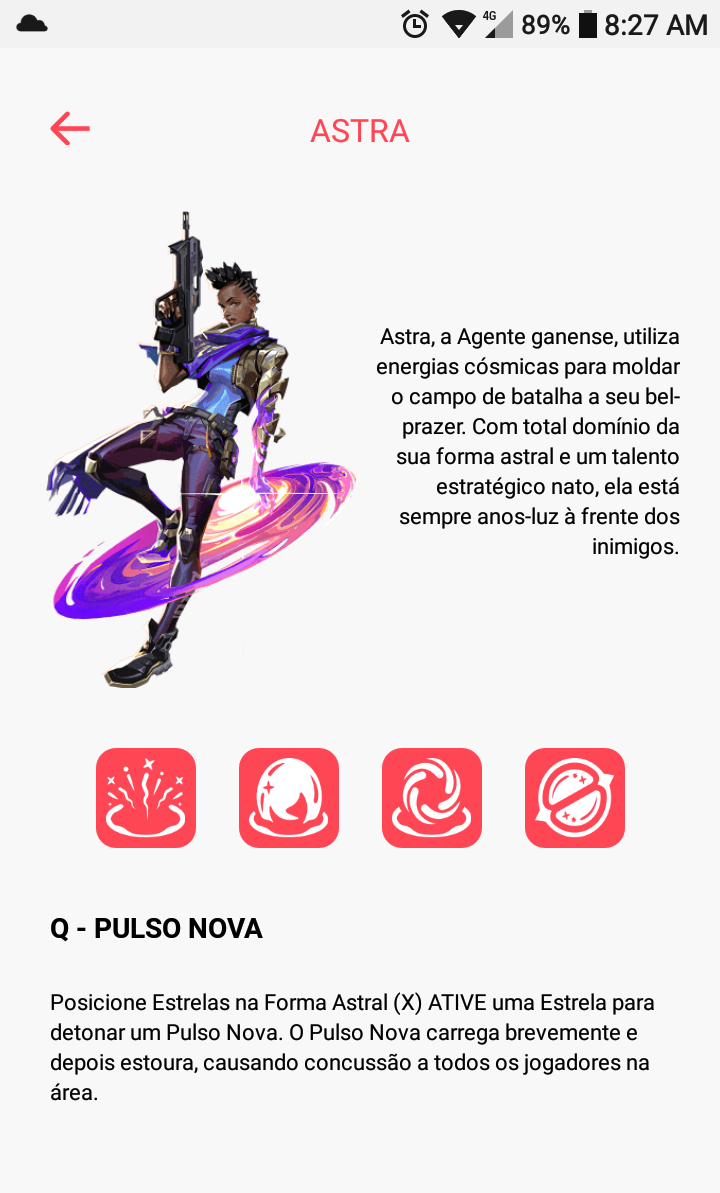 4G 89% 8:27 AM
ASTRA
Astra, a Agente ganense, utiliza
energias cósmicas para moldar
o campo de batalha a seu bel-
prazer. Com total domínio da
sua forma astral e um talento
estratégico nato, ela está
sempre anos-luz à frente dos
inimigos.
Q - PULSO NOVA
Posicione Estrelas na Forma Astral (X) ATIVE uma Estrela para
detonar um Pulso Nova. O Pulso Nova carrega brevemente e
depois estoura, causando concussão a todos os jogadores na
área.